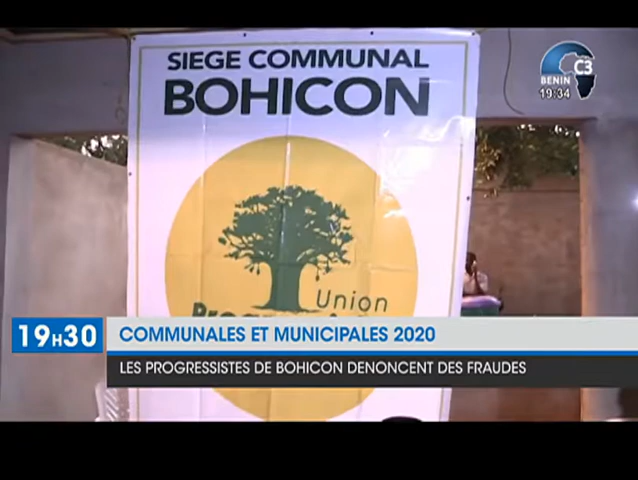 SIEGE COMMUNAL
BOHICON
BENIN C3
19:34
Union
19H30
COMMUNALES ET MUNICIPALES 2020
LES PROGRESSISTES DE BOHICON DENONCENT DES FRAUDES